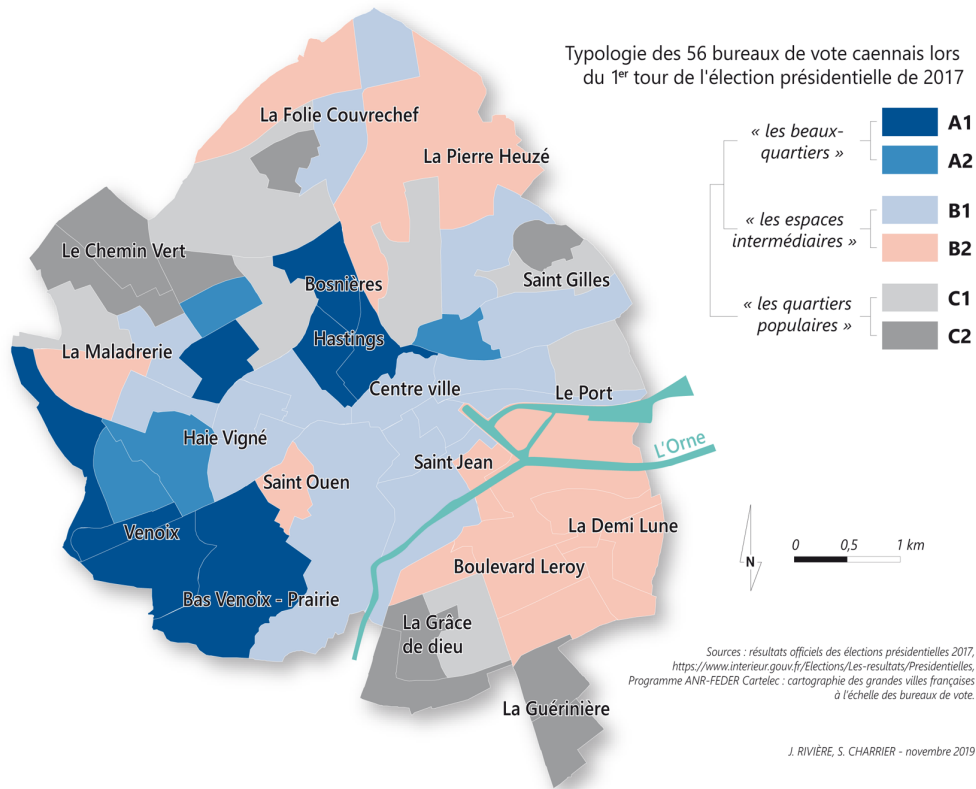 Typologie des 56 bureaux de vote caennais lors
du 1er tour de l'élection présidentielle de 2017
« les beaux-
quartiers »
A1
A2
« les espaces
intermédiaires »
B1
B2
« les quartiers
populaires »
C1
C2
La Folie Couvrechef
La Pierre Heuzé
Le Chemin Vert
Bosnières
Saint Gilles
Hastings
La Maladrerie
Centre ville
Le Port
Haie Vigné
L'Orne
Saint Jean
Saint Ouen
La Demi Lune
Venoix
Boulevard Leroy
Bas Venoix - Prairie
La Grâce
de dieu
La Guérinière
N
0 0,5 1 km
Sources : résultats officiels des élections présidentielles 2017,
https://www.interieur.gouv.fr/Elections/Les-resultats/Presidentielles,
Programme ANR-FEDER Cartelec : cartographie des grandes villes françaises
à l'échelle des bureaux de vote.
J. RIVIÈRE, S. CHARRIER - novembre 2019